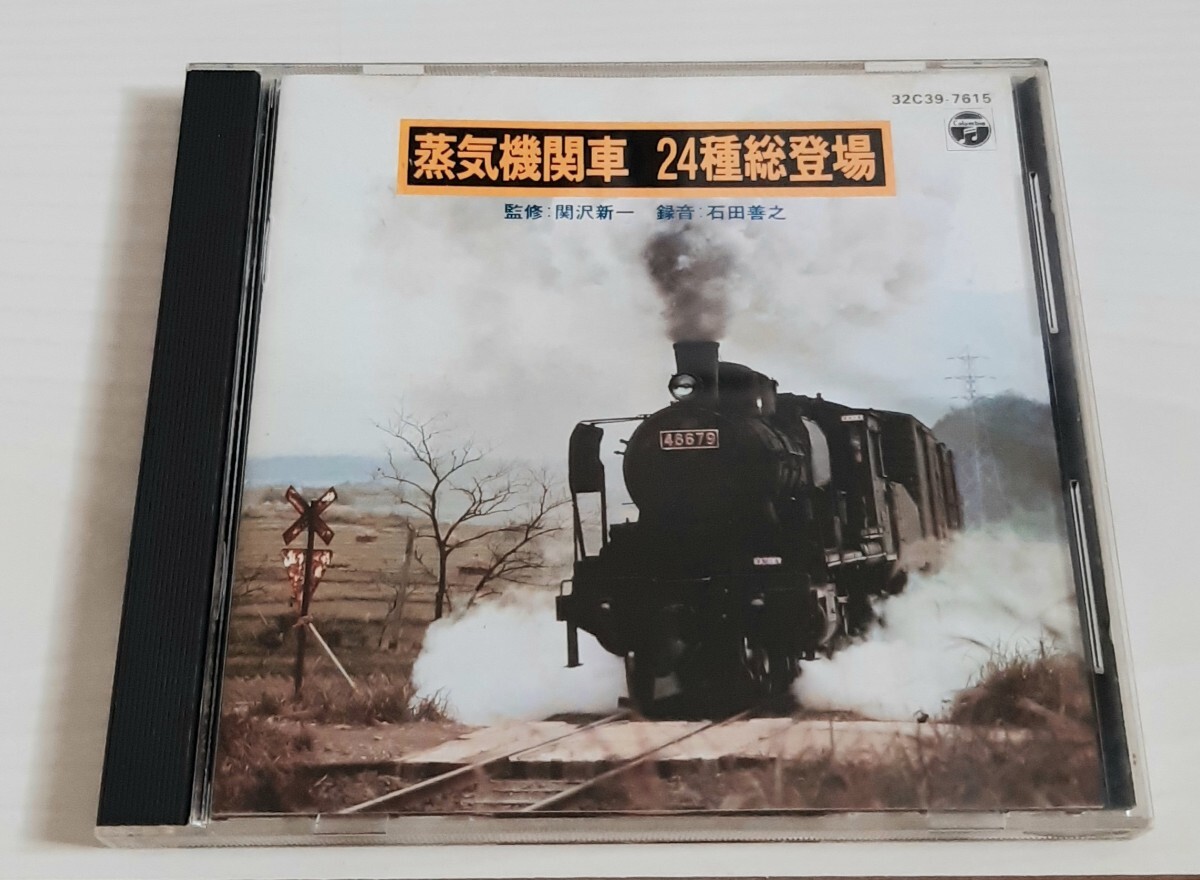 32C39-7615
Columbia
蒸気機関車 24種総登場
監修:関沢新一 録音:石田善之
48679